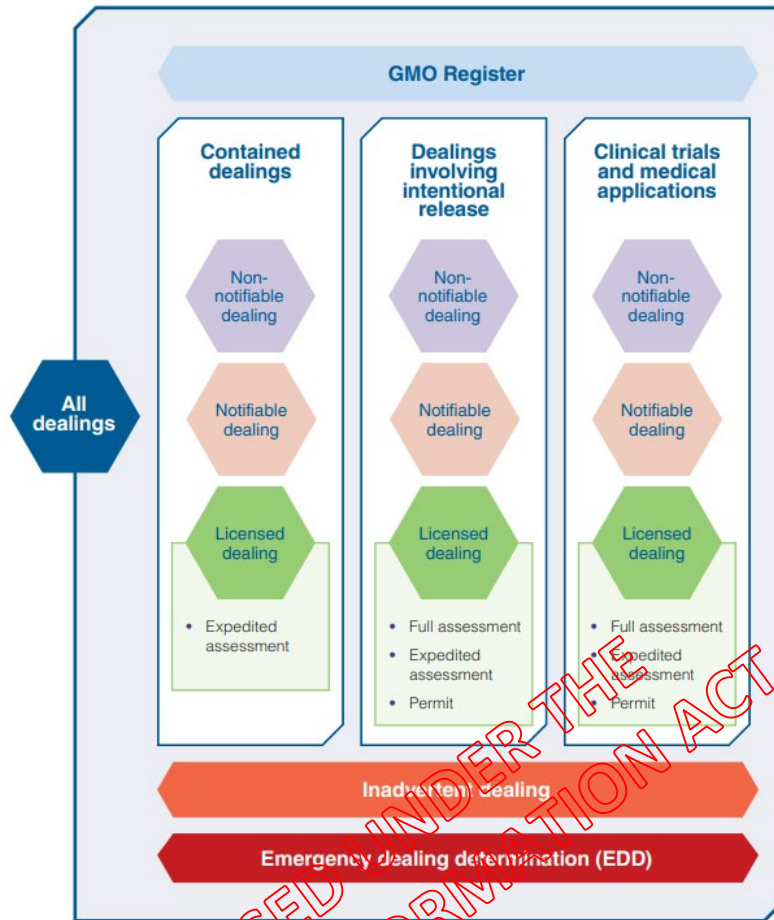 GMO Register
All
dealings
Contained
dealings
Non-
notifiable
dealing
Notifiable
dealing
Licensed
dealing
• Expedited
assessment
Dealings
involving
intentional
release
Non-
notifiable
dealing
Notifiable
dealing
Licensed
dealing
• Full assessment
• Expedited
assessment
• Permit
Clinical trials
and medical
applications
Non-
notifiable
dealing
Notifiable
dealing
Licensed
dealing
• Full assessment
• Expedited
assessment
• Permit
Inadvertent dealing
Emergency dealing determination (EDD)
UNDER THE
ACT